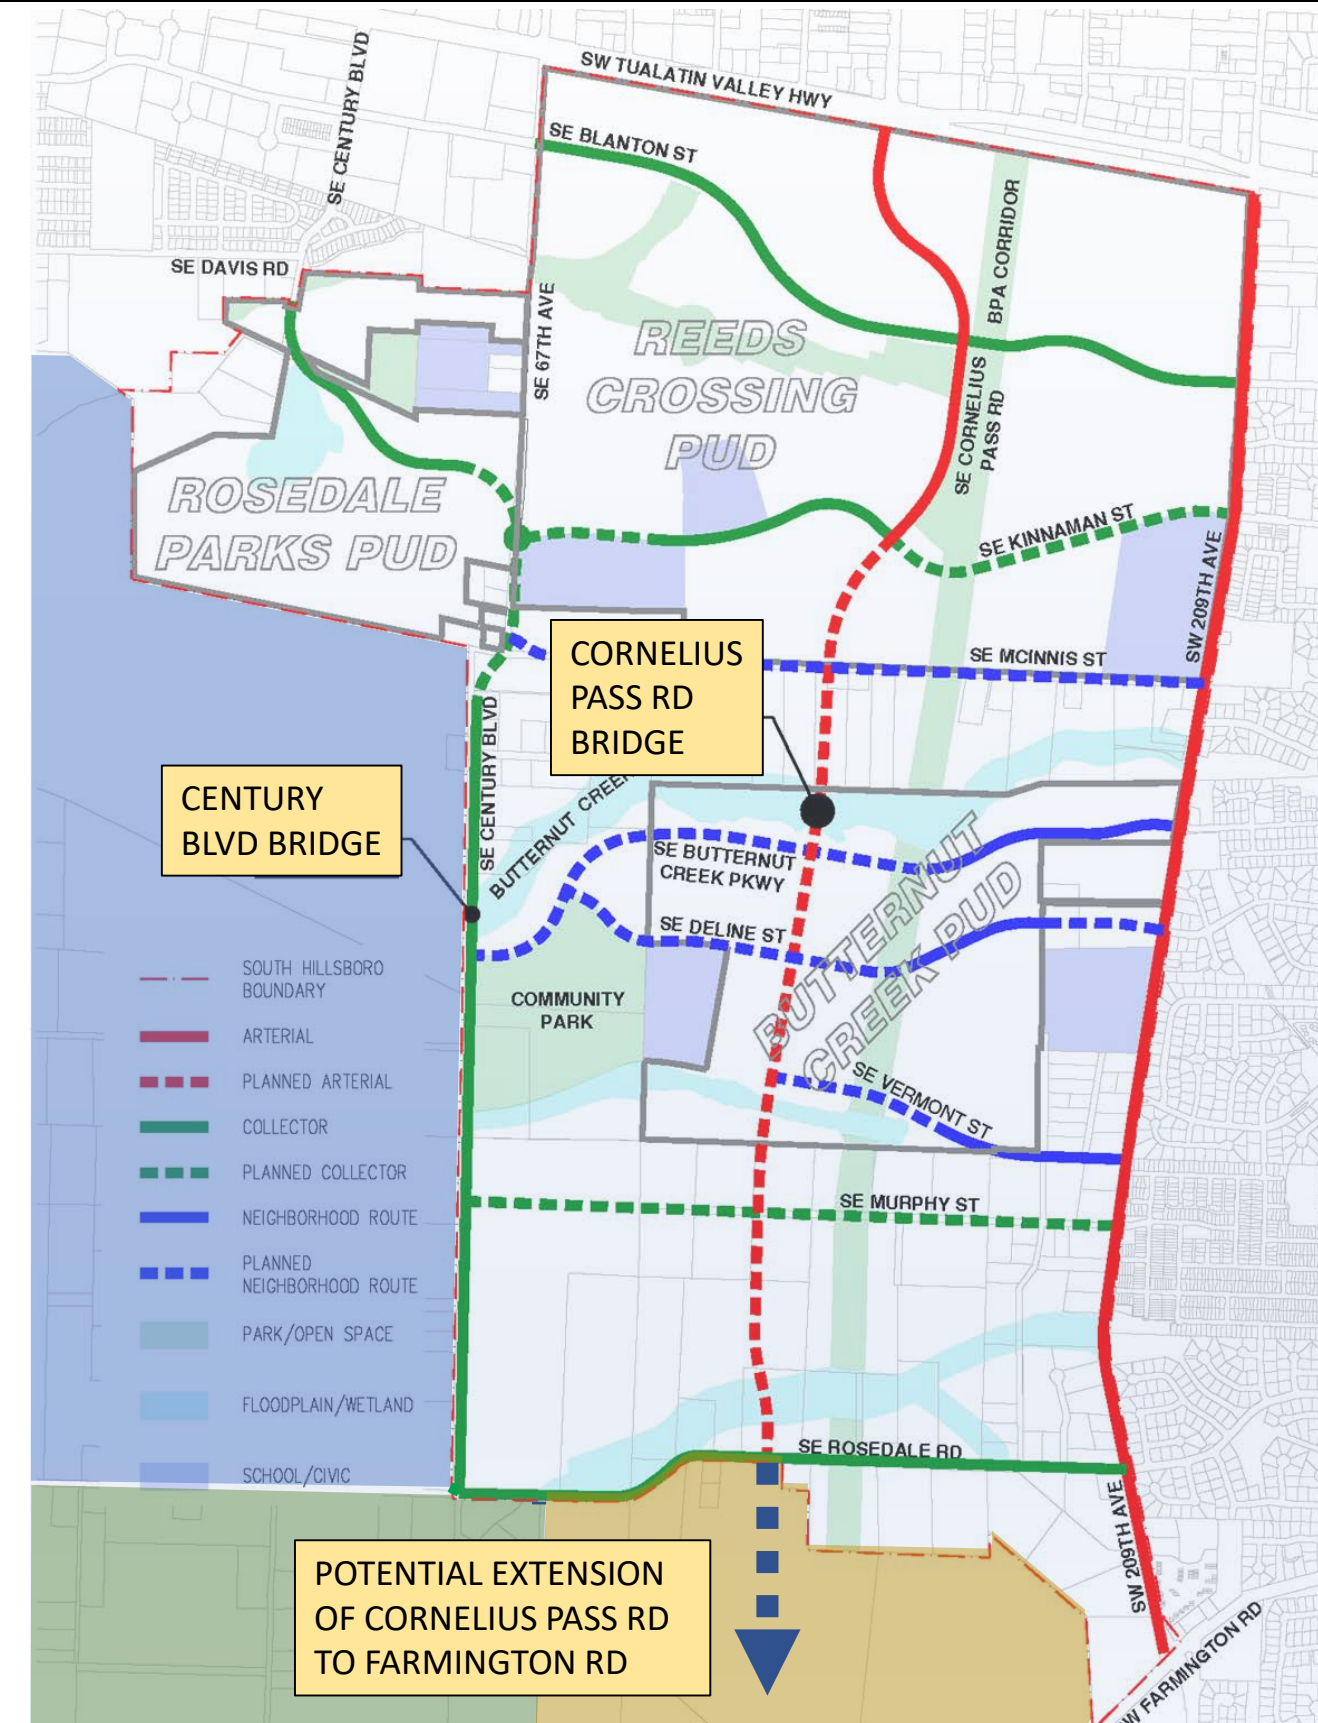 SW TUALATIN VALLEY HWY
SE CENTURY BLVD
SE BLANTON ST
BPA CORRIDOR
SE DAVIS RD
SE 67TH AVE
REEDS
CROSSING
PUD
SE CORNELIUS
PASS RD
ROSEDALE
PARKS PUD
SE KINNAMAN ST
SW 209TH AVE
CORNELIUS
PASS RD
BRIDGE
SE MCINNIS ST
SE CENTURY BLVD
CENTURY
BLVD BRIDGE
BUTTERNUT CREEK
SE BUTTERNUT
CREEK PKWY
BUTTERNUT
CREEK PUD
SE DELINE ST
COMMUNITY
PARK
SOUTH HILLSBORO
BOUNDARY
ARTERIAL
PLANNED ARTERIAL
COLLECTOR
PLANNED COLLECTOR
NEIGHBORHOOD ROUTE
PLANNED
NEIGHBORHOOD ROUTE
PARK/OPEN SPACE
FLOODPLAIN/WETLAND
SCHOOL/CIVIC
SE VERMONT ST
SE MURPHY ST
SE ROSEDALE RD
SW 209TH AVE
POTENTIAL EXTENSION
OF CORNELIUS PASS RD
TO FARMINGTON RD
SW FARMINGTON RD